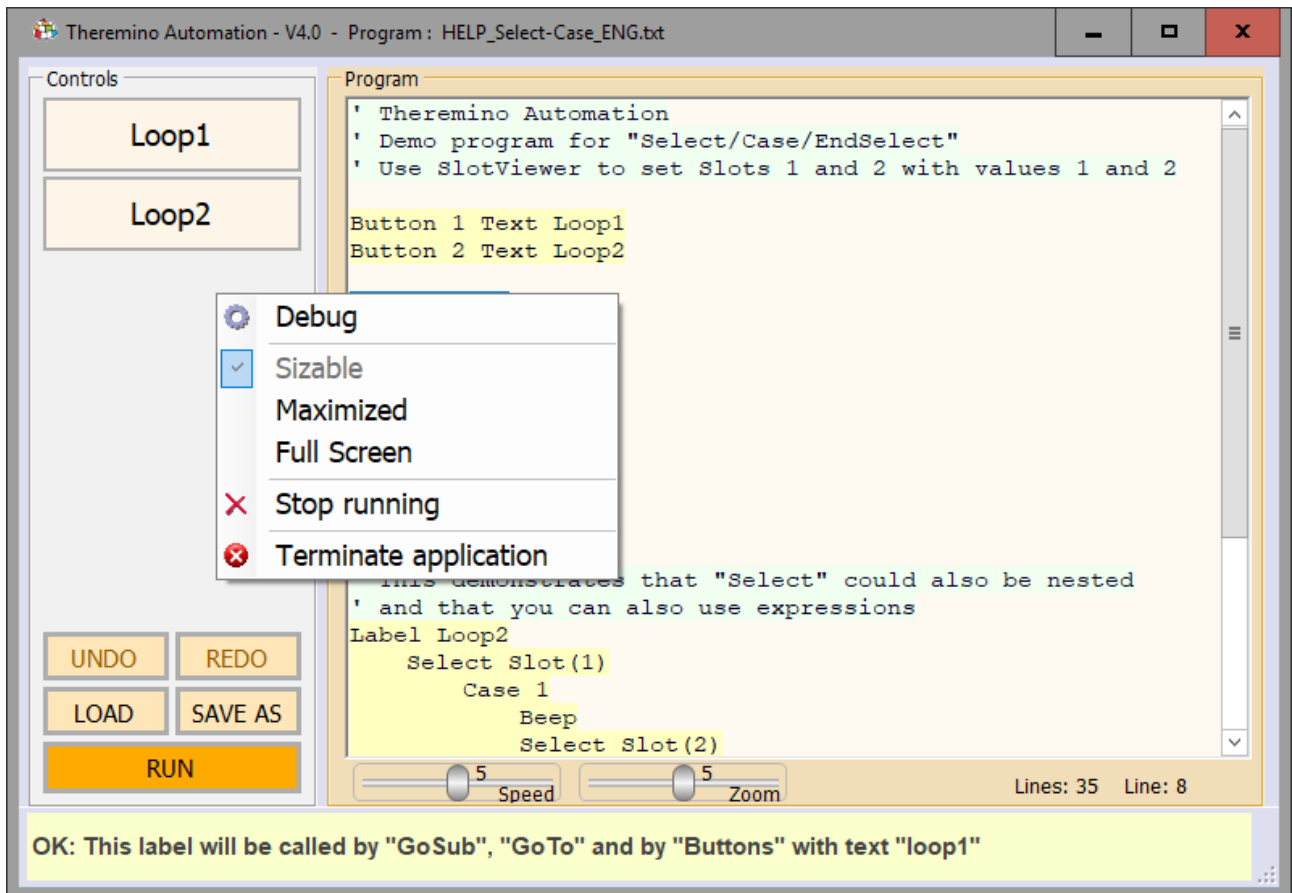 Theremino Automation - V4.0 - Program : HELP_Select-Case_ENG.txt
Controls
Loop1
Loop2
UNDO REDO
LOAD SAVE AS
RUN
Program
' Theremino Automation
' Demo program for "Select/Case/EndSelect"
' Use SlotViewer to set Slots 1 and 2 with values 1 and 2
Button 1 Text Loop1
Button 2 Text Loop2
Debug
Sizable
Maximized
Full Screen
Stop running
Terminate application
This demonstrates that "Select" could also be nested
' and that you can also use expressions
Label Loop2
Select Slot(1)
Case 1
Beep
Select Slot(2)
5 Speed 5 Zoom Lines: 35 Line: 8
OK: This label will be called by "GoSub", "GoTo" and by "Buttons" with text "loop1"